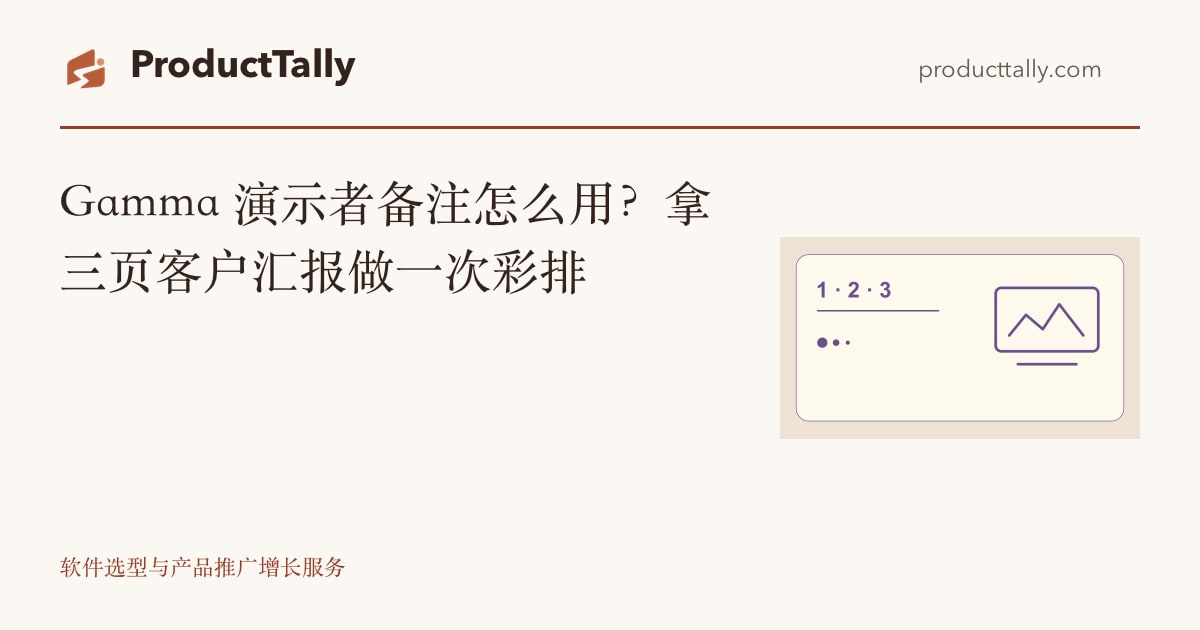 ProductTally
producttally.com
Gamma 演示者备注怎么用？拿
三页客户汇报做一次彩排
1 · 2 · 3
软件选型与产品推广增长服务